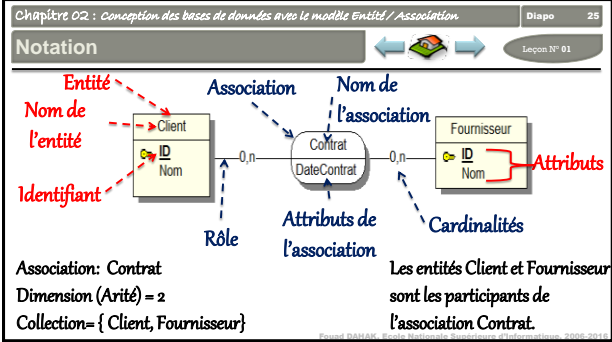 Chapitre 02 : Conception des bases de données avec le modèle Entité / Association
Diapo 25
Notation
Leçon N° 01
Entité
Nom de
l'entité
Identifiant
Association
Nom de
l'association
Client
ID
Nom
0,n
Contrat
DateContrat
0,n
Fournisseur
ID
Nom
Attributs
Rôle
Attributs de
l'association
Cardinalités
Association: Contrat
Dimension (Arité) = 2
Collection= { Client, Fournisseur}
Les entités Client et Fournisseur
sont les participants de
l'association Contrat.
Fouad DAHAK, Ecole Nationale Supérieure d'Informatique, 2006-2016